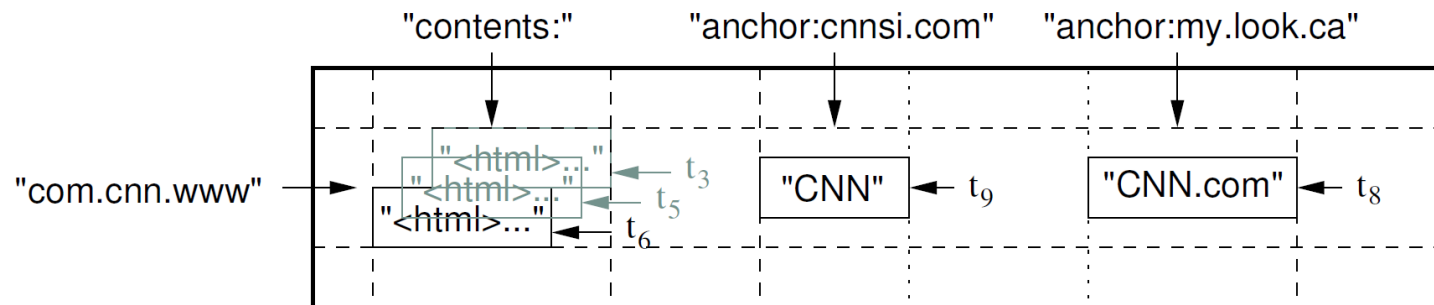 "contents:" "anchor:cnnsi.com" "anchor:my.look.ca"
"<html>..." t3
"com.cnn.www" "<html>..." t5 "CNN" t9 "CNN.com" t8
"<html>..." t6